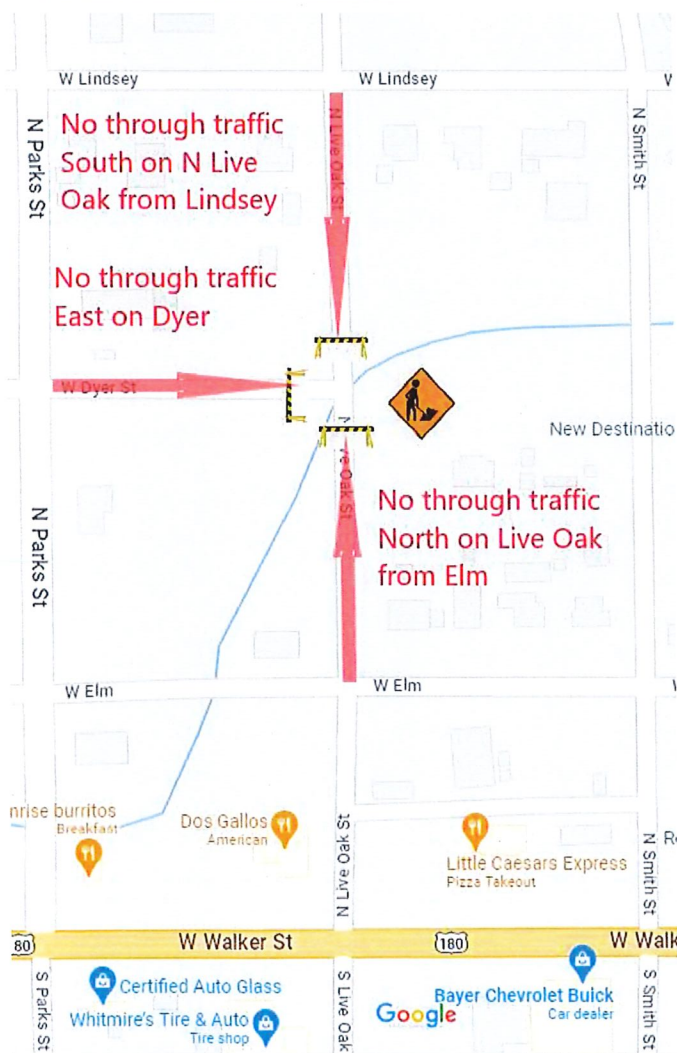 W Lindsey
W Lindsey
N Parks St
No through traffic
South on N Live
Oak from Lindsey
N Live Oak St
N Smith St
No through traffic
East on Dyer
W Dyer St
New Destinatio
N
ve Oak St
No through traffic
North on Live Oak
from Elm
N Parks St
W Elm
W Elm
nrise burritos
Breakfast
Dos Gallos
American
N Live Oak St
Little Caesars Express
Pizza Takeout
N Smith St
80
W Walker St
180
W Walk
S Parks St
Certified Auto Glass
Whitmire's Tire & Auto
Tire shop
S Live Oak
Google
Bayer Chevrolet Buick
Car dealer
S Smith St